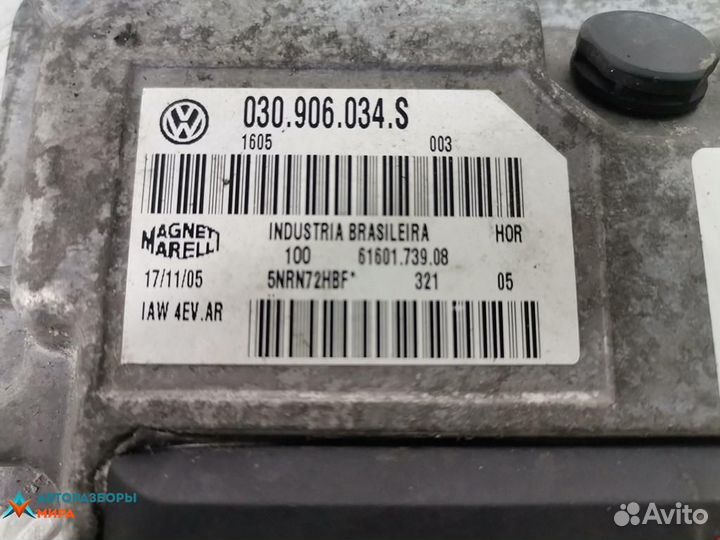 030.906.034.S
1605 003
INDUSTRIA BRASILEIRA HOR
MAGNETI
MARELLI
100 61601.739.08
17/11/05 5NRN72HBF* 321 05
IAW 4EV.AR
АВТОРАЗБОРЫ
МИРА
Avito